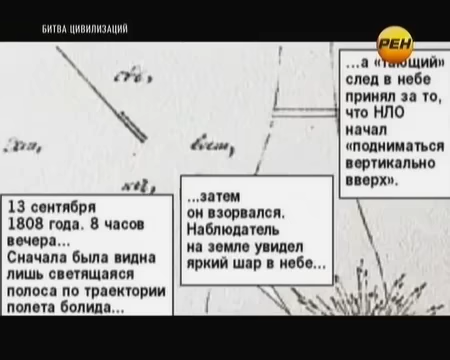 БИТВА ЦИВИЛИЗАЦИЙ
РЕН
...а «тающий»
след в небе
принял за то,
что НЛО
начал
«подниматься
вертикально
вверх».
...затем
он взорвался.
Наблюдатель
на земле увидел
яркий шар в небе...
13 сентября
1808 года. 8 часов
вечера...
Сначала была видна
лишь светящаяся
полоса по траектории
полета болида...